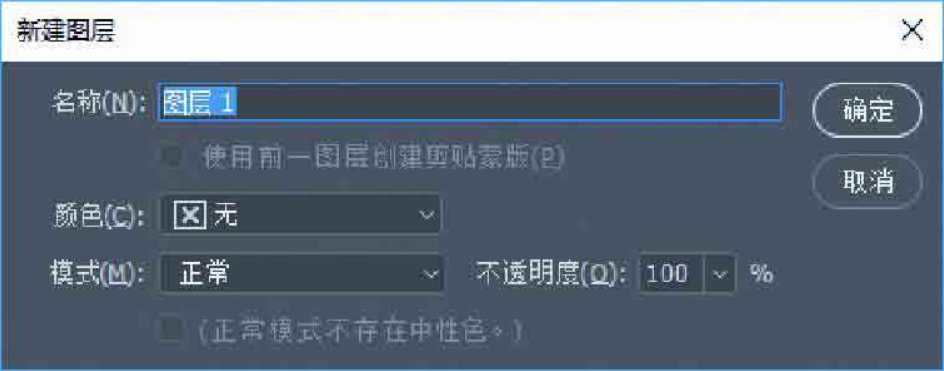 新建图层
名称(N): 图层 1
确定
使用前一图层创建剪贴蒙版(P)
取消
颜色(C): 无
模式(M): 正常 不透明度(O): 100 %
(正常模式不存在中性色。)